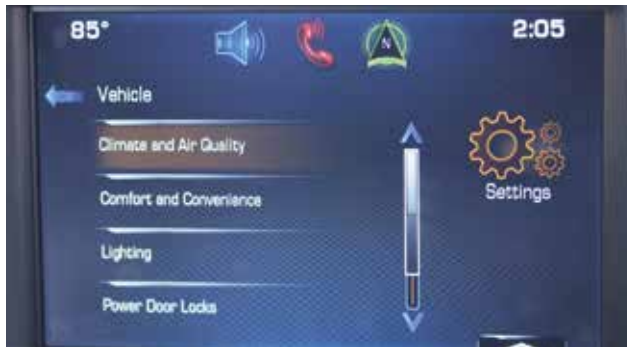 85°
N
2:05
Vehicle
Climate and Air Quality
Comfort and Convenience
Settings
Lighting
Power Door Locks